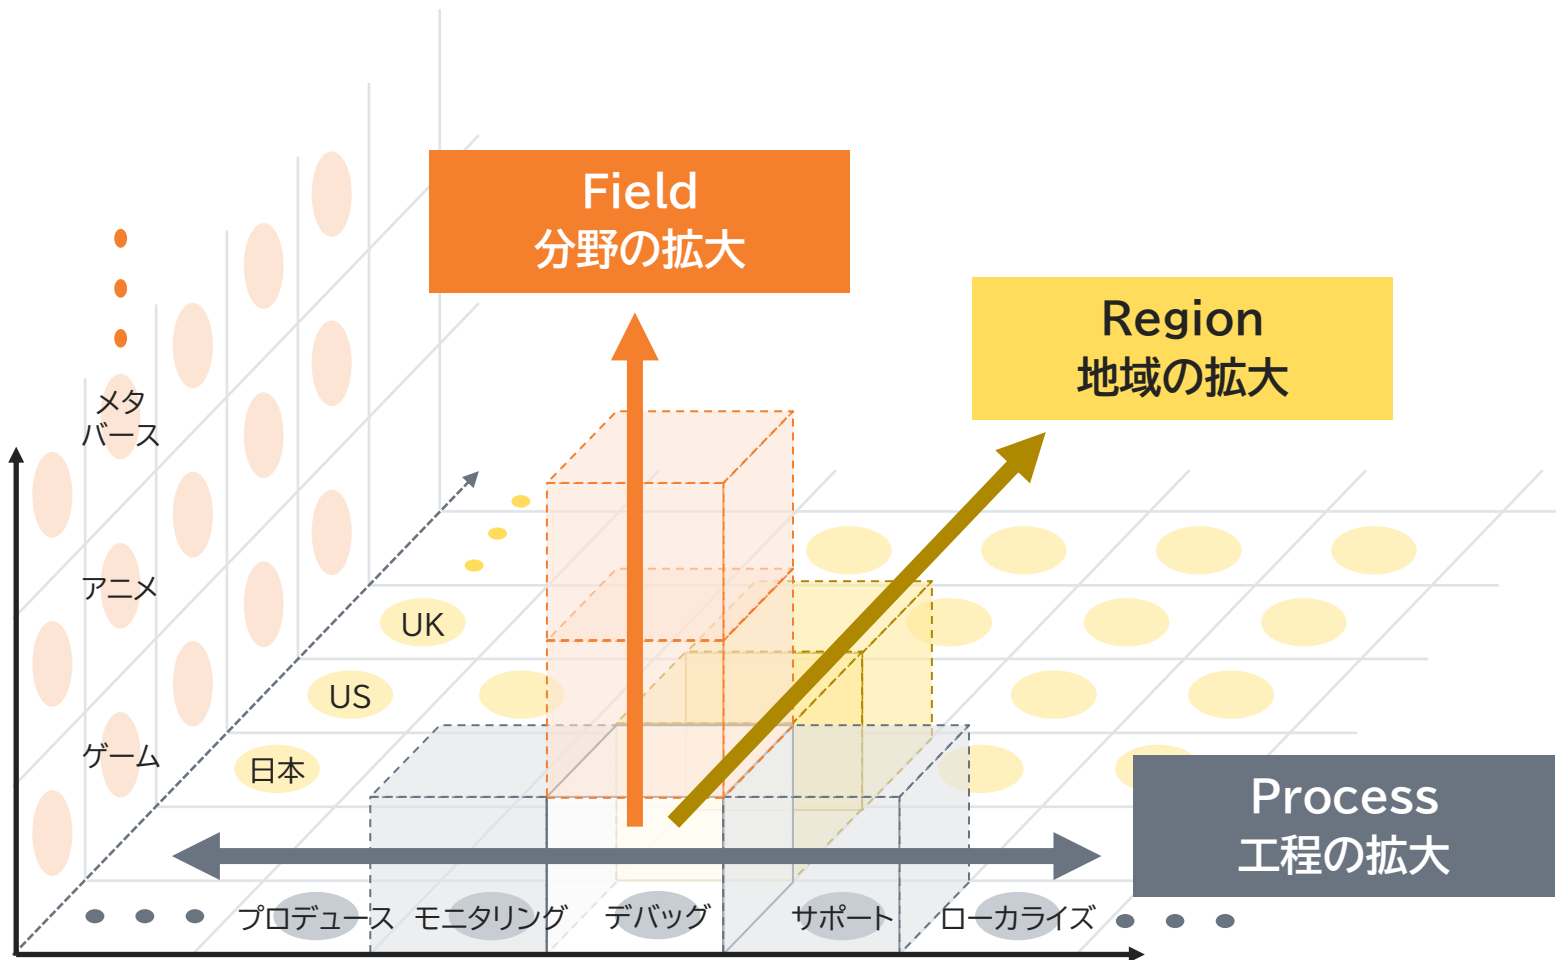 Field
分野の拡大
Region
地域の拡大
メタ
バース
アニメ
UK
US
ゲーム
日本
Process
工程の拡大
プロデュース
モニタリング
デバッグ
サポート
ローカライズ